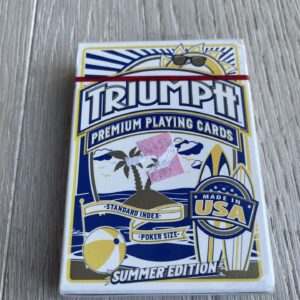 TRIUMPH
PREMIUM PLAYING CARDS
• STANDARD INDEX •
• POKER SIZE •
MADE IN
USA
SUMMER EDITION